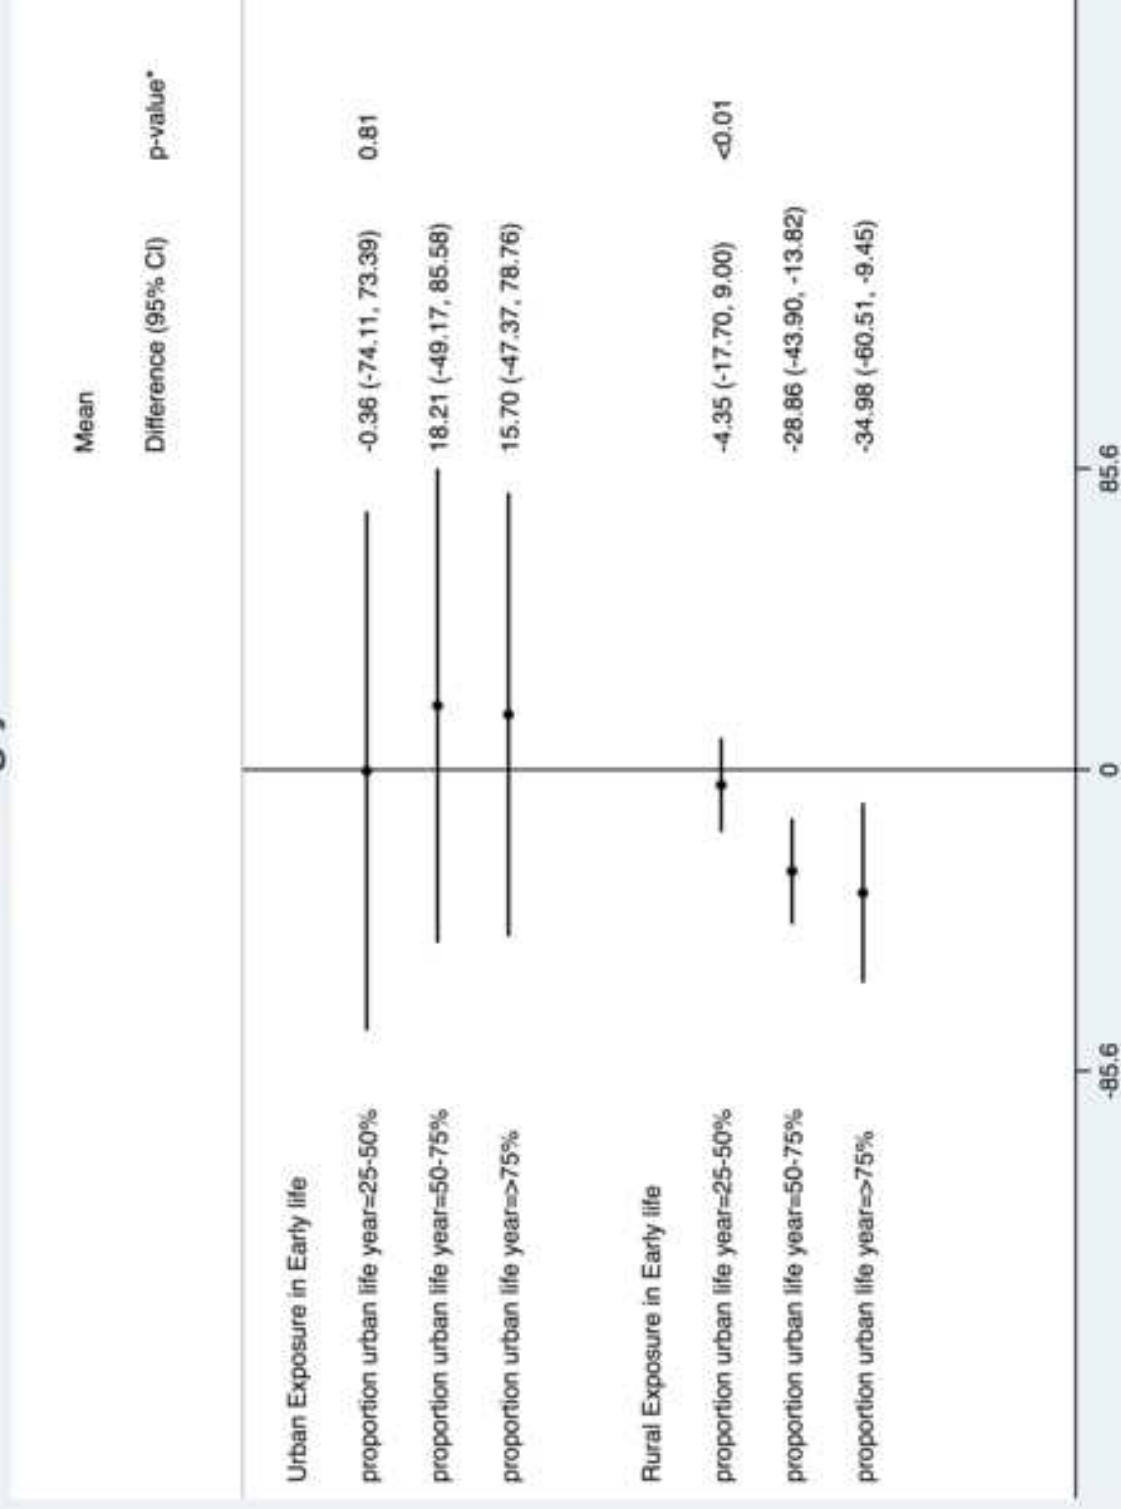 Mean
Difference (95% CI) p-value*
Urban Exposure in Early life
proportion urban life year=25-50% -0.36 (-74.11, 73.39) 0.81
proportion urban life year=50-75% 18.21 (-49.17, 85.58)
proportion urban life year=>75% 15.70 (-47.37, 78.76)
Rural Exposure in Early life
proportion urban life year=25-50% -4.35 (-17.70, 9.00) <0.01
proportion urban life year=50-75% -28.86 (-43.90, -13.82)
proportion urban life year=>75% -34.98 (-60.51, -9.45)
-85.6 0 85.6